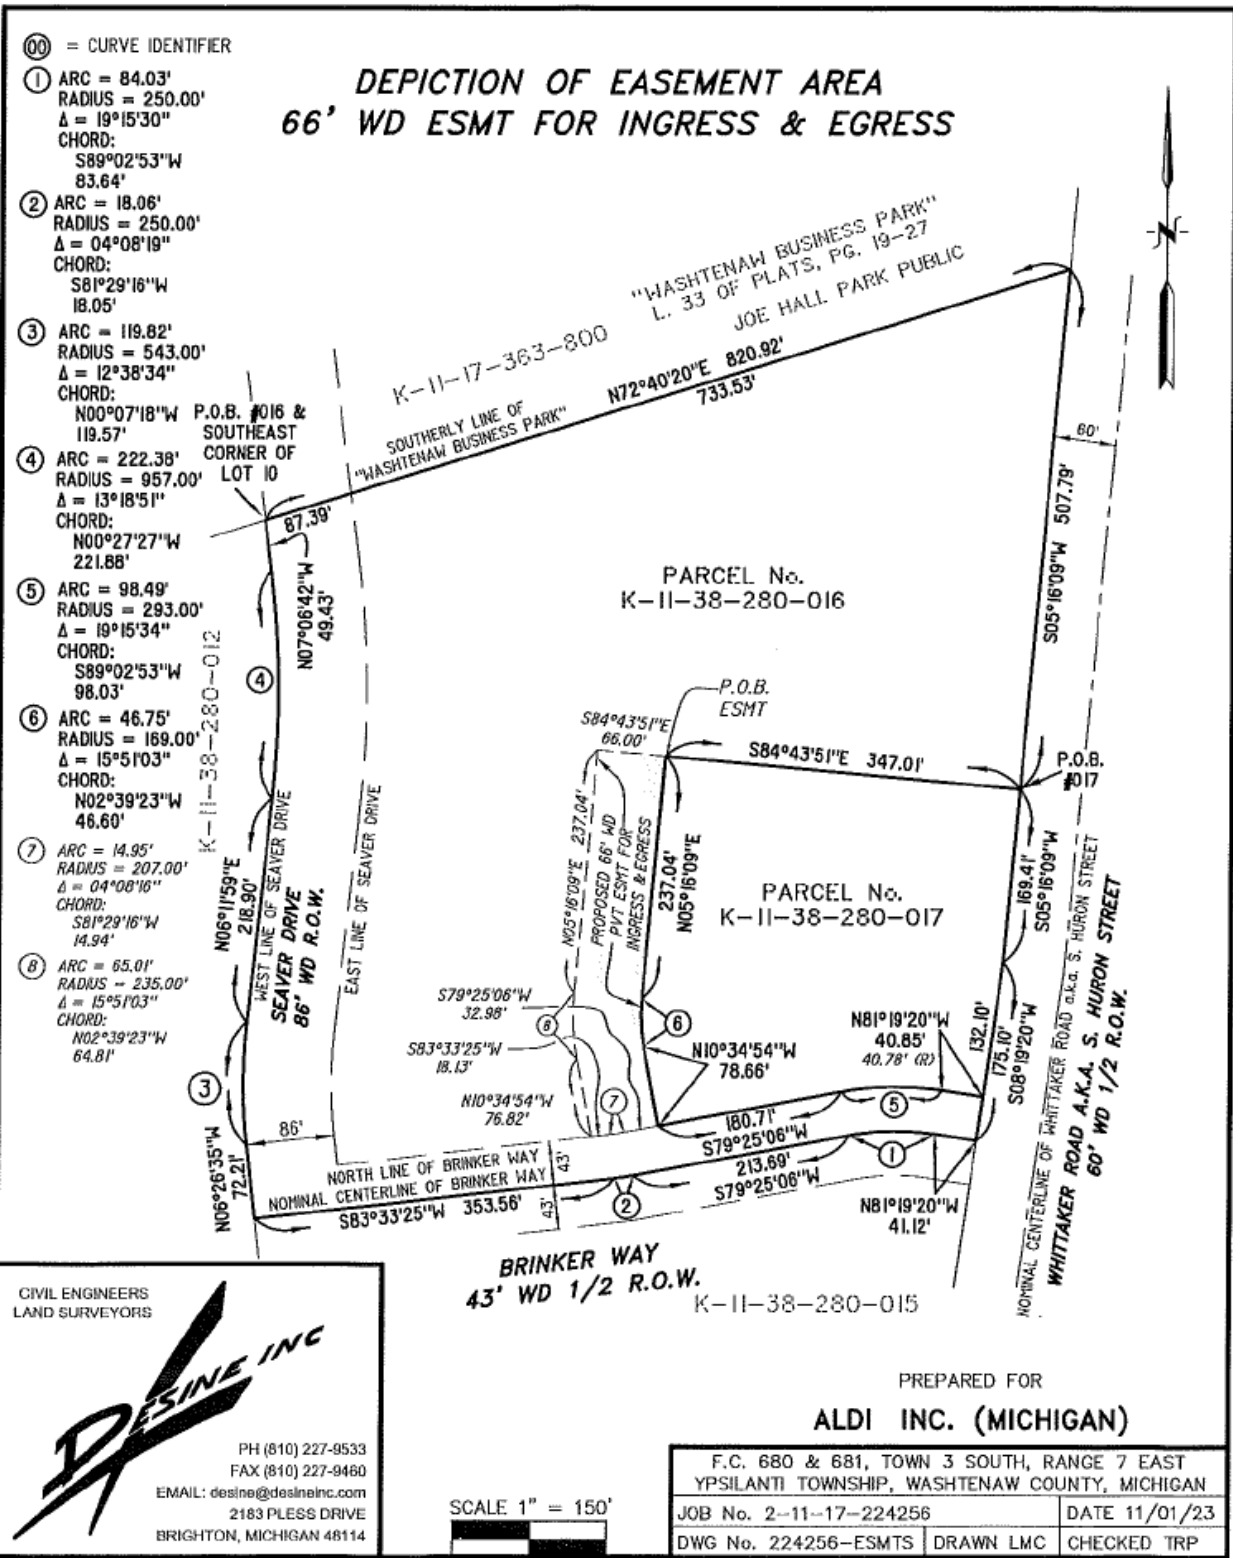 00 = CURVE IDENTIFIER
1 ARC = 84.03'
RADIUS = 250.00'
Δ = 19°15'30"
CHORD:
S89°02'53"W
83.64'
2 ARC = 18.06'
RADIUS = 250.00'
Δ = 04°08'19"
CHORD:
S81°29'16"W
18.05'
3 ARC = 119.82'
RADIUS = 543.00'
Δ = 12°38'34"
CHORD:
N00°07'18"W
119.57'
4 ARC = 222.38'
RADIUS = 957.00'
Δ = 13°18'51"
CHORD:
N00°27'27"W
221.88'
5 ARC = 98.49'
RADIUS = 293.00'
Δ = 19°15'34"
CHORD:
S89°02'53"W
98.03'
6 ARC = 46.75'
RADIUS = 169.00'
Δ = 15°51'03"
CHORD:
N02°39'23"W
46.60'
7 ARC = 14.95'
RADIUS = 207.00'
Δ = 04°08'16"
CHORD:
S81°29'16"W
14.94'
8 ARC = 65.01'
RADIUS = 235.00'
Δ = 15°51'03"
CHORD:
N02°39'23"W
64.81'
DEPICTION OF EASEMENT AREA
66' WD ESMT FOR INGRESS & EGRESS
"WASHTENAW BUSINESS PARK"
L. 33 OF PLATS, PG. 19-27
JOE HALL PARK PUBLIC
K-11-17-363-800
N72°40'20"E 820.92'
733.53'
SOUTHERLY LINE OF
"WASHTENAW BUSINESS PARK"
N
P.O.B. #016 &
SOUTHEAST
CORNER OF
LOT 10
87.39'
60'
N07°06'42"W
49.43'
S05°16'09"W 507.79'
PARCEL No.
K-11-38-280-016
K-11-38-280-012
4
P.O.B.
ESMT
S84°43'51"E
66.00'
S84°43'51"E 347.01'
P.O.B.
#017
N05°16'09"E 237.04'
PROPOSED 66' WD
PVT ESMT FOR
INGRESS & EGRESS
237.04'
N05°16'09"E
PARCEL No.
K-11-38-280-017
169.41'
S05°16'09"W
N06°11'59"E
218.90'
WEST LINE OF SEAVER DRIVE
SEAVER DRIVE
86' WD R.O.W.
EAST LINE OF SEAVER DRIVE
NOMINAL CENTERLINE OF WHITTAKER ROAD a.k.a. S. HURON STREET
WHITTAKER ROAD A.K.A. S. HURON STREET
60' WD 1/2 R.O.W.
S79°25'06"W
32.98'
8
S83°33'25"W
18.13'
N10°34'54"W
76.82'
7
6
N10°34'54"W
78.66'
N81°19'20"W
40.85'
40.78' (R)
132.10'
175.10'
S08°19'20"W
5
3
86'
N06°26'35"W
72.21'
180.71'
S79°25'06"W
213.69'
S79°25'06"W
1
NORTH LINE OF BRINKER WAY
NOMINAL CENTERLINE OF BRINKER WAY
43'
43'
S83°33'25"W 353.56'
2
N81°19'20"W
41.12'
BRINKER WAY
43' WD 1/2 R.O.W.
K-11-38-280-015
CIVIL ENGINEERS
LAND SURVEYORS
DESINE INC
PH (810) 227-9533
FAX (810) 227-9460
EMAIL: desine@desineinc.com
2183 PLESS DRIVE
BRIGHTON, MICHIGAN 48114
SCALE 1" = 150'
PREPARED FOR
ALDI INC. (MICHIGAN)
F.C. 680 & 681, TOWN 3 SOUTH, RANGE 7 EAST
YPSILANTI TOWNSHIP, WASHTENAW COUNTY, MICHIGAN
JOB No. 2-11-17-224256 DATE 11/01/23
DWG No. 224256-ESMTS DRAWN LMC CHECKED TRP